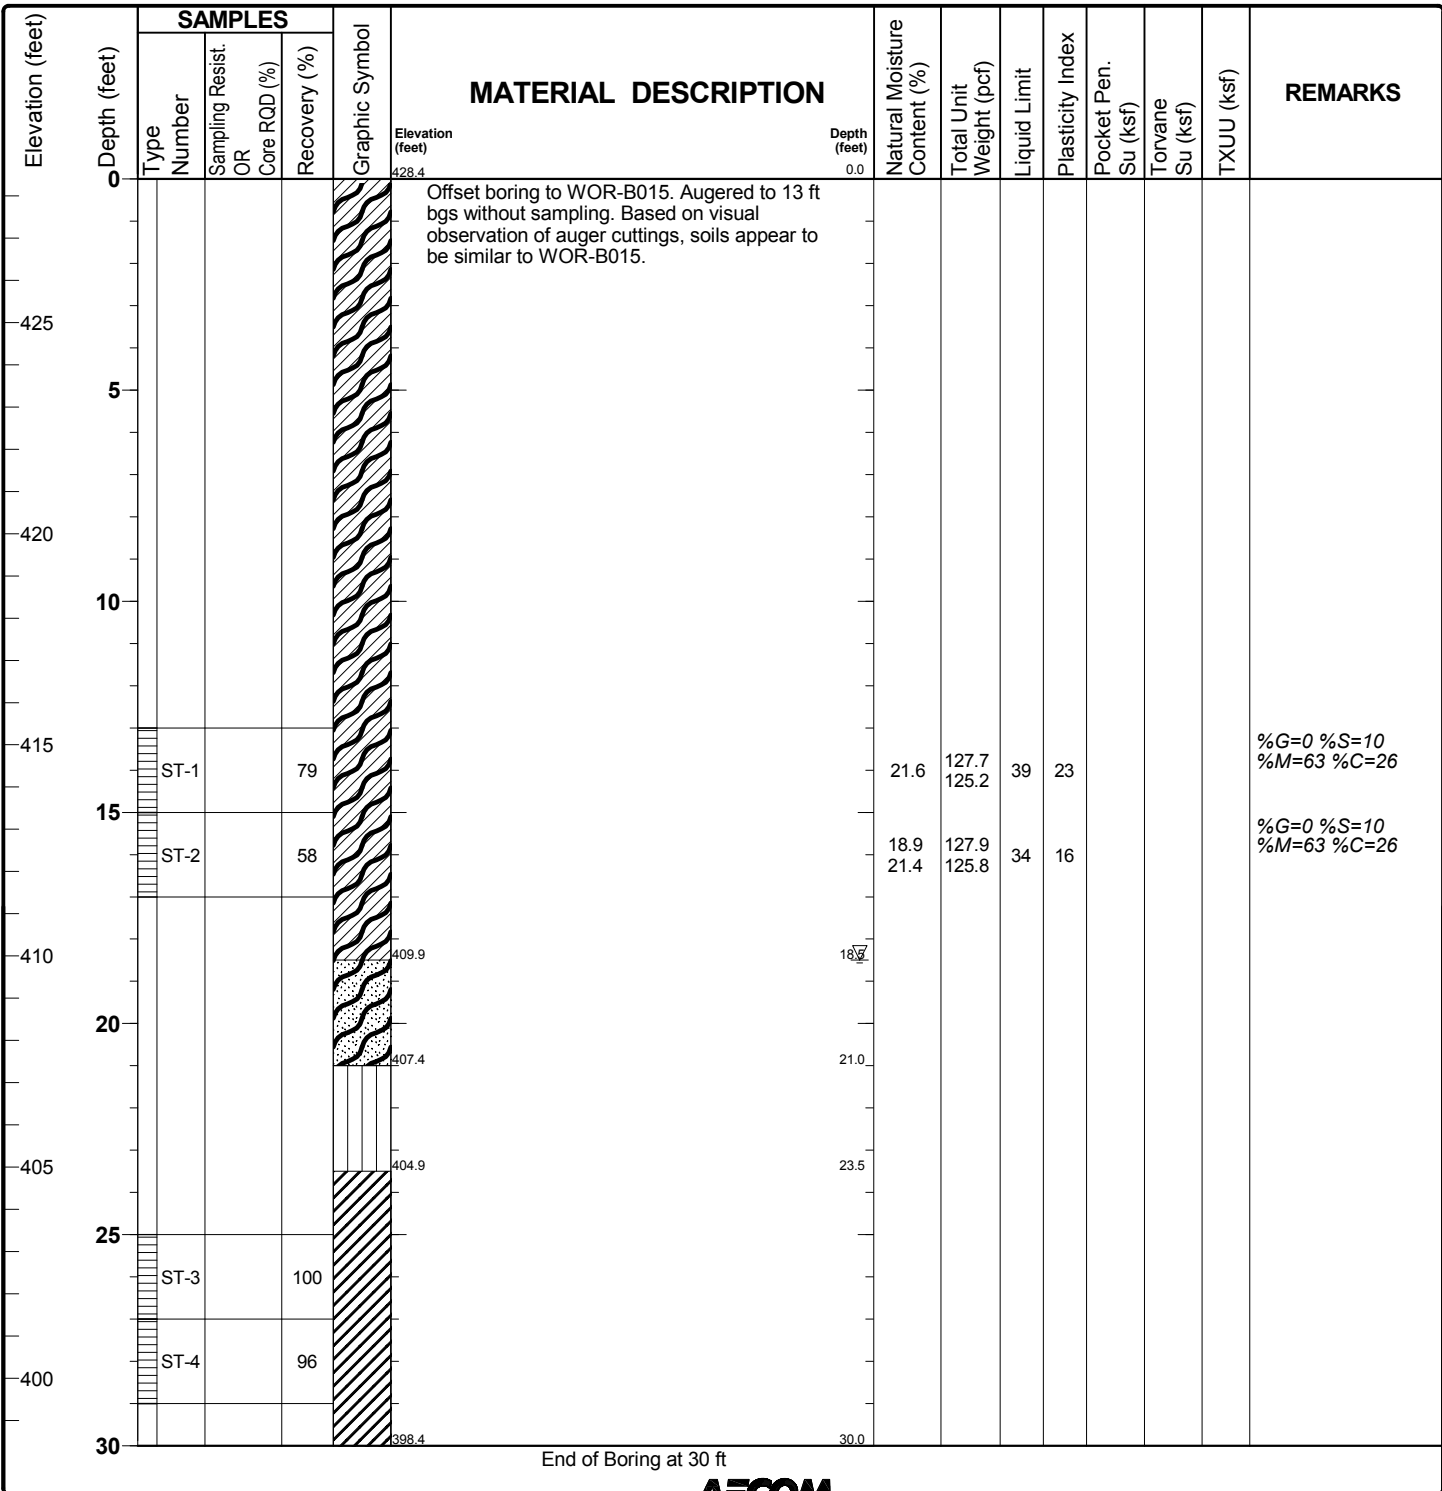 Elevation (feet)
Depth (feet)
SAMPLES
Type
Number
Sampling Resist.
OR
Core RQD (%)
Recovery (%)
Graphic Symbol
MATERIAL DESCRIPTION
Elevation
(feet)
Depth
(feet)
428.4
0.0
Natural Moisture
Content (%)
Total Unit
Weight (pcf)
Liquid Limit
Plasticity Index
Pocket Pen.
Su (ksf)
Torvane
Su (ksf)
TXUU (ksf)
REMARKS
0
Offset boring to WOR-B015. Augered to 13 ft
bgs without sampling. Based on visual
observation of auger cuttings, soils appear to
be similar to WOR-B015.
425
5
420
10
415
ST-1 79 21.6 127.7 39 23
125.2
%G=0 %S=10
%M=63 %C=26
15
ST-2 58 18.9 127.9 34 16
21.4 125.8
%G=0 %S=10
%M=63 %C=26
410
409.9 18.5
20
407.4 21.0
405
404.9 23.5
25
ST-3 100
ST-4 96
400
30
398.4 30.0
End of Boring at 30 ft
AECOM